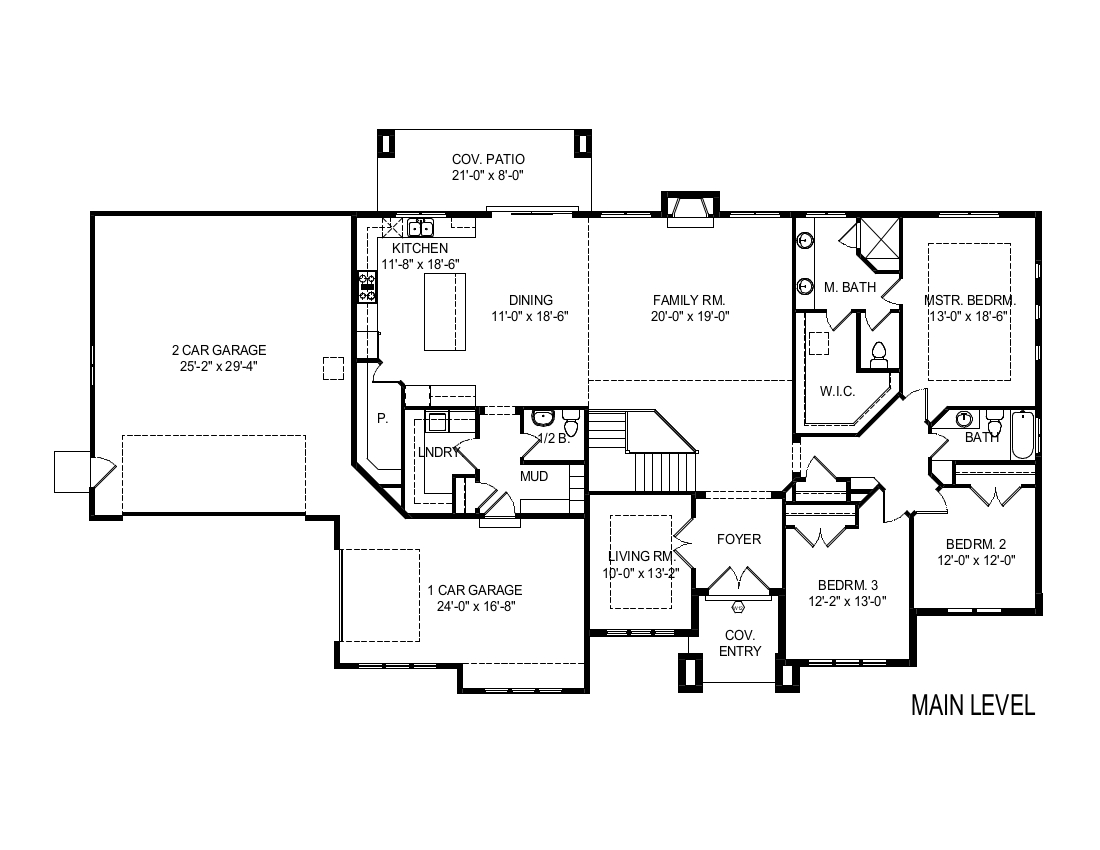 COV. PATIO
21'-0" x 8'-0"
KITCHEN
11'-8" x 18'-6"
DINING
11'-0" x 18'-6"
FAMILY RM.
20'-0" x 19'-0"
M. BATH
MSTR. BEDRM.
13'-0" x 18'-6"
2 CAR GARAGE
25'-2" x 29'-4"
W.I.C.
P.
LNDRY
1/2 B.
BATH
MUD
FOYER
LIVING RM.
10'-0" x 13'-2"
BEDRM. 2
12'-0" x 12'-0"
1 CAR GARAGE
24'-0" x 16'-8"
BEDRM. 3
12'-2" x 13'-0"
COV.
ENTRY
MAIN LEVEL